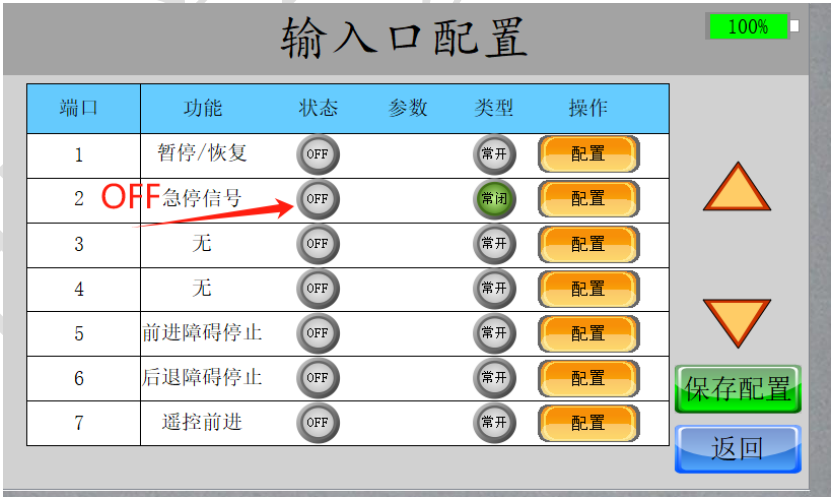 输入口配置
100%
端口 功能 状态 参数 类型 操作
1 暂停/恢复 OFF 常开 配置
2 OFF 急停信号 OFF 常闭 配置
3 无 OFF 常开 配置
4 无 OFF 常开 配置
5 前进障碍停止 OFF 常开 配置
6 后退障碍停止 OFF 常开 配置
7 遥控前进 OFF 常开 配置
保存配置
返回